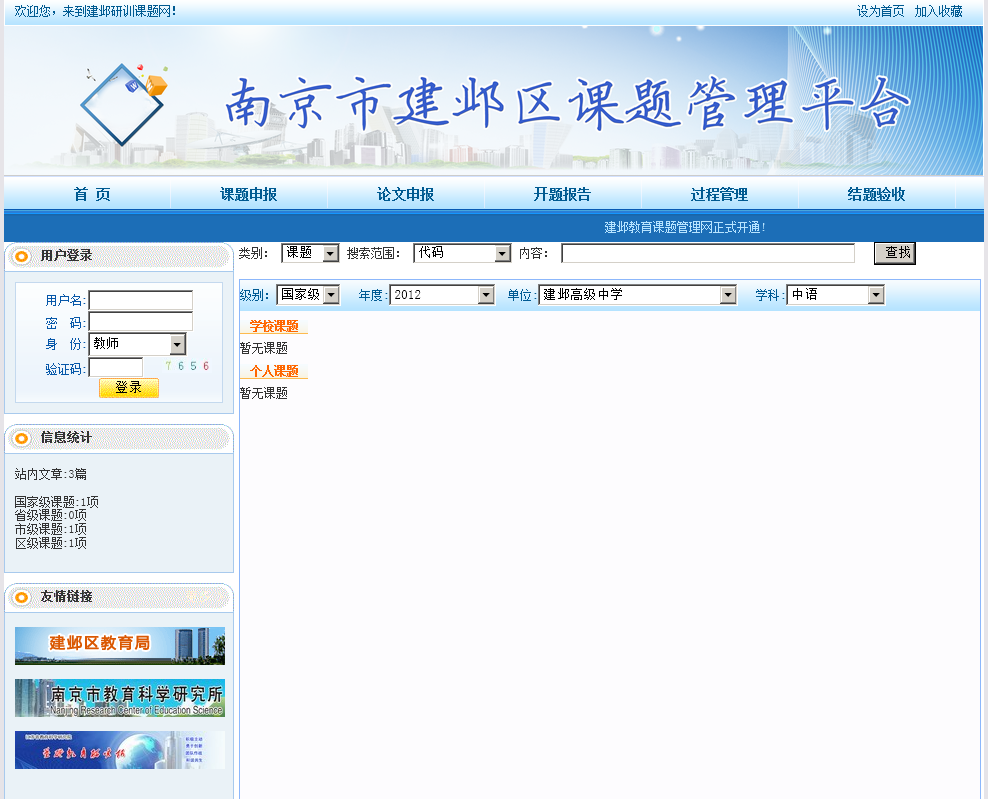 欢迎您，来到建邺研训课题网！ 设为首页 加入收藏
南京市建邺区课题管理平台
首 页 课题申报 论文申报 开题报告 过程管理 结题验收
建邺教育课题管理网正式开通！
用户登录
用户名:
密 码:
身 份: 教师
验证码: 7 6 5 6
登录
信息统计
站内文章:3篇
国家级课题:1项
省级课题:0项
市级课题:1项
区级课题:1项
友情链接
建邺区教育局
南京市教育科学研究所
Nanjing Research Center of Education Science
类别： 课题 搜索范围： 代码 内容： 查找
级别： 国家级 年度: 2012 单位: 建邺高级中学 学科: 中语
学校课题
暂无课题
个人课题
暂无课题